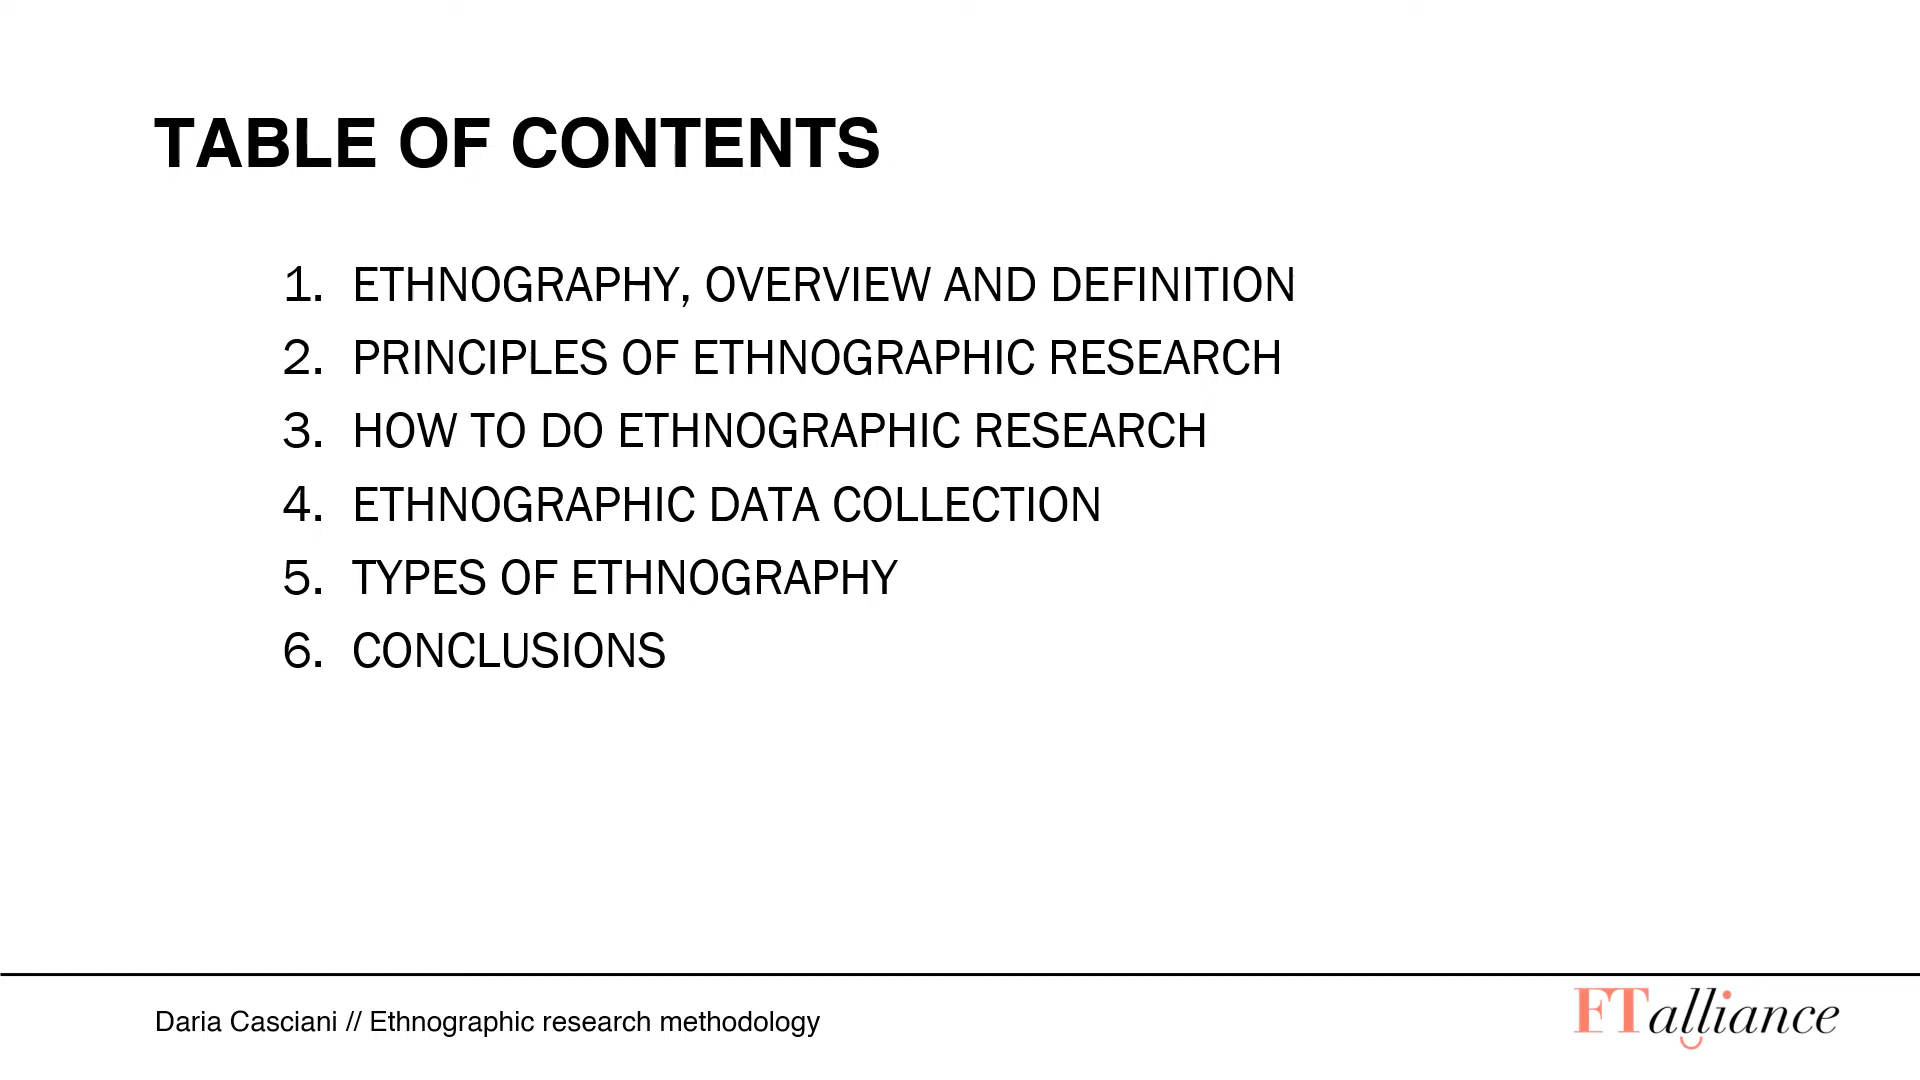 TABLE OF CONTENTS
1. ETHNOGRAPHY, OVERVIEW AND DEFINITION
2. PRINCIPLES OF ETHNOGRAPHIC RESEARCH
3. HOW TO DO ETHNOGRAPHIC RESEARCH
4. ETHNOGRAPHIC DATA COLLECTION
5. TYPES OF ETHNOGRAPHY
6. CONCLUSIONS
Daria Casciani // Ethnographic research methodology
FTalliance